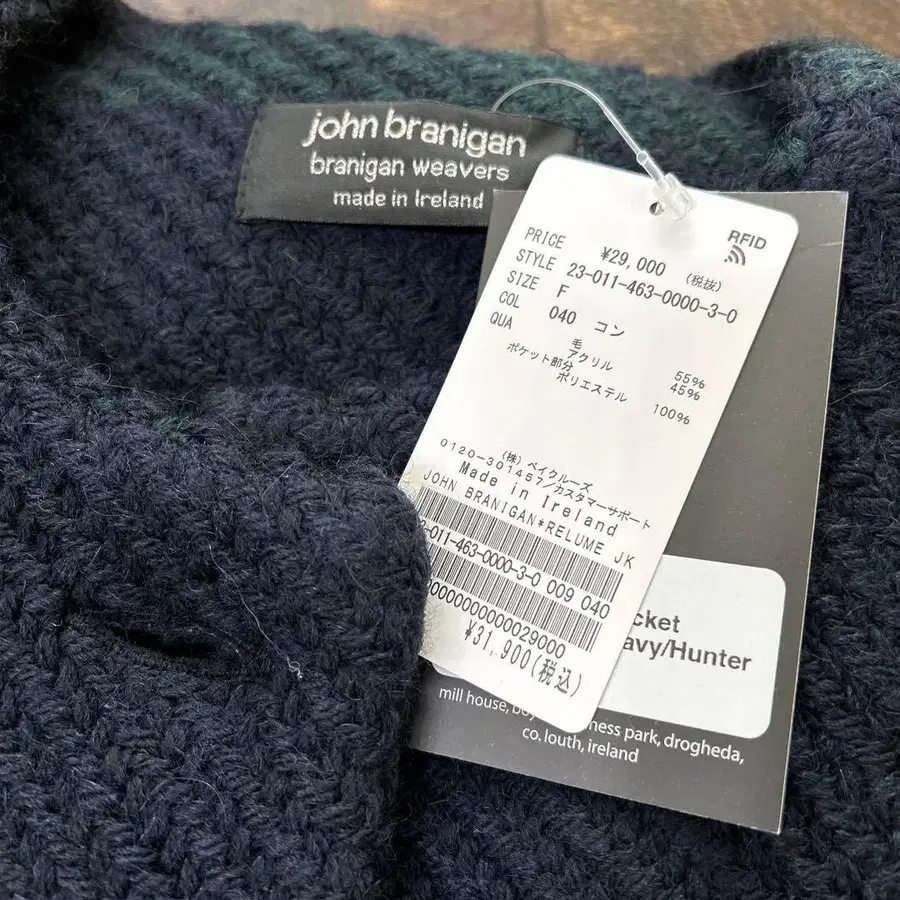 john branigan
branigan weavers
made in Ireland
RFID
PRICE ¥29,000 (税抜)
STYLE 23-011-463-0000-3-0
SIZE F
COL 040 コン
QUA 毛 55%
アクリル 45%
ポケット部分
ポリエステル 100%
(株) ベイクルーズ
0120-301457/カスタマーサポート
Made in Ireland
JOHN BRANIGAN*RELUME JK
-011-463-0000-3-0 009 040
¥31,900(税込)
cket
avy/Hunter
mill house, ness park, drogheda,
co. louth, ireland